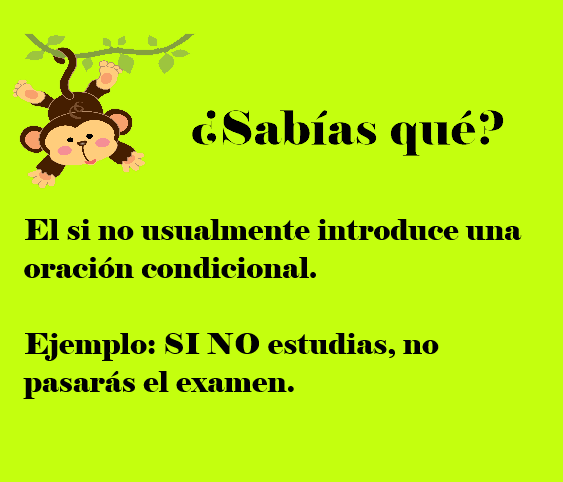 ¿Sabías qué?
El si no usualmente introduce una
oración condicional.
Ejemplo: SI NO estudias, no
pasarás el examen.